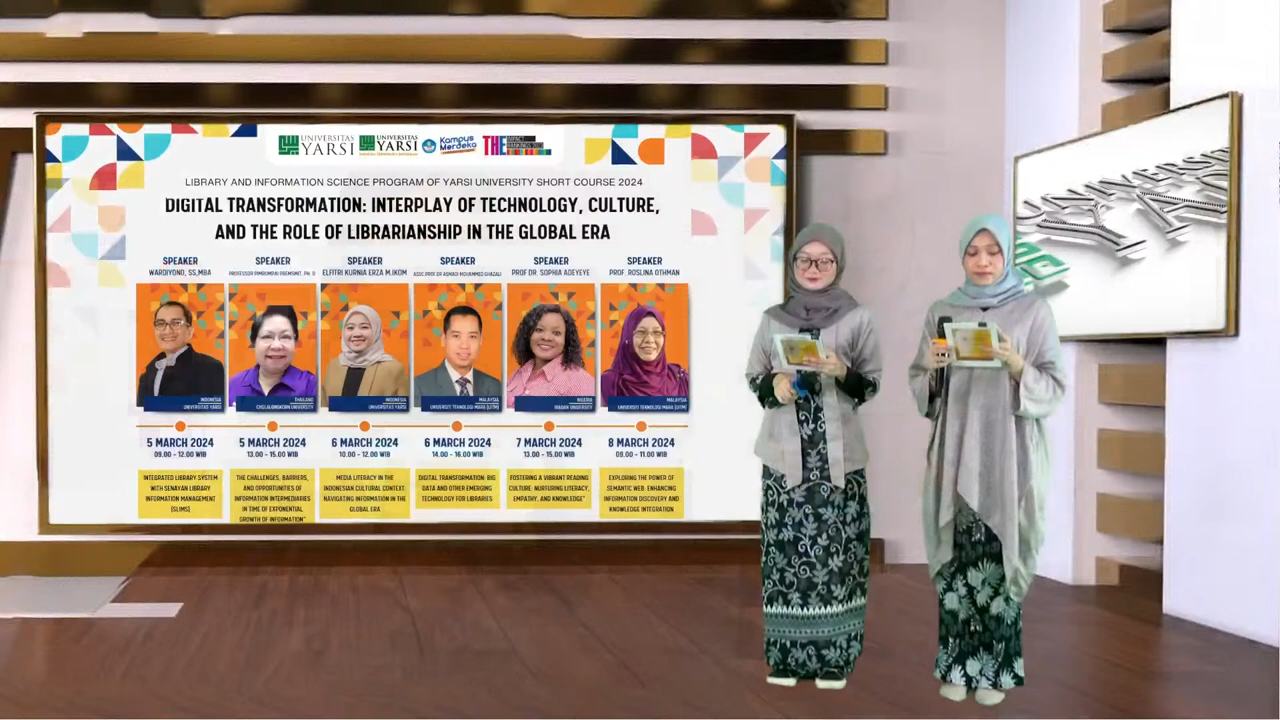 UNIVERSITAS
YARSI
UNIVERSITAS
YARSI
Kampus
Merdeka
THE IMPACT
RANKINGS
LIBRARY AND INFORMATION SCIENCE PROGRAM OF YARSI UNIVERSITY SHORT COURSE 2024
DIGITAL TRANSFORMATION: INTERPLAY OF TECHNOLOGY, CULTURE,
AND THE ROLE OF LIBRARIANSHIP IN THE GLOBAL ERA
SPEAKER
WARDIYONO, SS,MBA
INDONESIA
UNIVERSITAS YARSI
5 MARCH 2024
09.00 - 12.00 WIB
INTEGRATED LIBRARY SYSTEM
WITH SENAYAN LIBRARY
INFORMATION MANAGEMENT
(SLIMS)
SPEAKER
THAILAND
CHULALONGKORN UNIVERSITY
5 MARCH 2024
13.00 - 15.00 WIB
THE CHALLENGES, BARRIERS,
AND OPPORTUNITIES OF
INFORMATION INTERMEDIARIES
IN TIME OF EXPONENTIAL
GROWTH OF INFORMATION"
SPEAKER
ELFITRI KURNIA ERZA M.IKOM
INDONESIA
UNIVERSITAS YARSI
6 MARCH 2024
10.00 - 12.00 WIB
MEDIA LITERACY IN THE
INDONESIAN CULTURAL CONTEXT,
NAVIGATING INFORMATION IN THE
GLOBAL ERA
SPEAKER
ASSC PROF DR ASMADI MOHAMMED GHAZALI
MALAYSIA
UNIVERSITI TEKNOLOGI MARA (UITM)
6 MARCH 2024
14.00 - 16.00 WIB
DIGITAL TRANSFORMATION: BIG
DATA AND OTHER EMERGING
TECHNOLOGY FOR LIBRARIES
SPEAKER
PROF DR. SOPHIA ADEYEYE
NIGERIA
IBADAN UNIVERSITY
7 MARCH 2024
13.00 - 15.00 WIB
FOSTERING A VIBRANT READING
CULTURE: NURTURING LITERACY,
EMPATHY, AND KNOWLEDGE"
SPEAKER
PROF. ROSLINA OTHMAN
MALAYSIA
UNIVERSITI TEKNOLOGI MARA (UITM)
8 MARCH 2024
09.00 - 11.00 WIB
EXPLORING THE POWER OF
SEMANTIC WEB: ENHANCING
INFORMATION DISCOVERY AND
KNOWLEDGE INTEGRATION